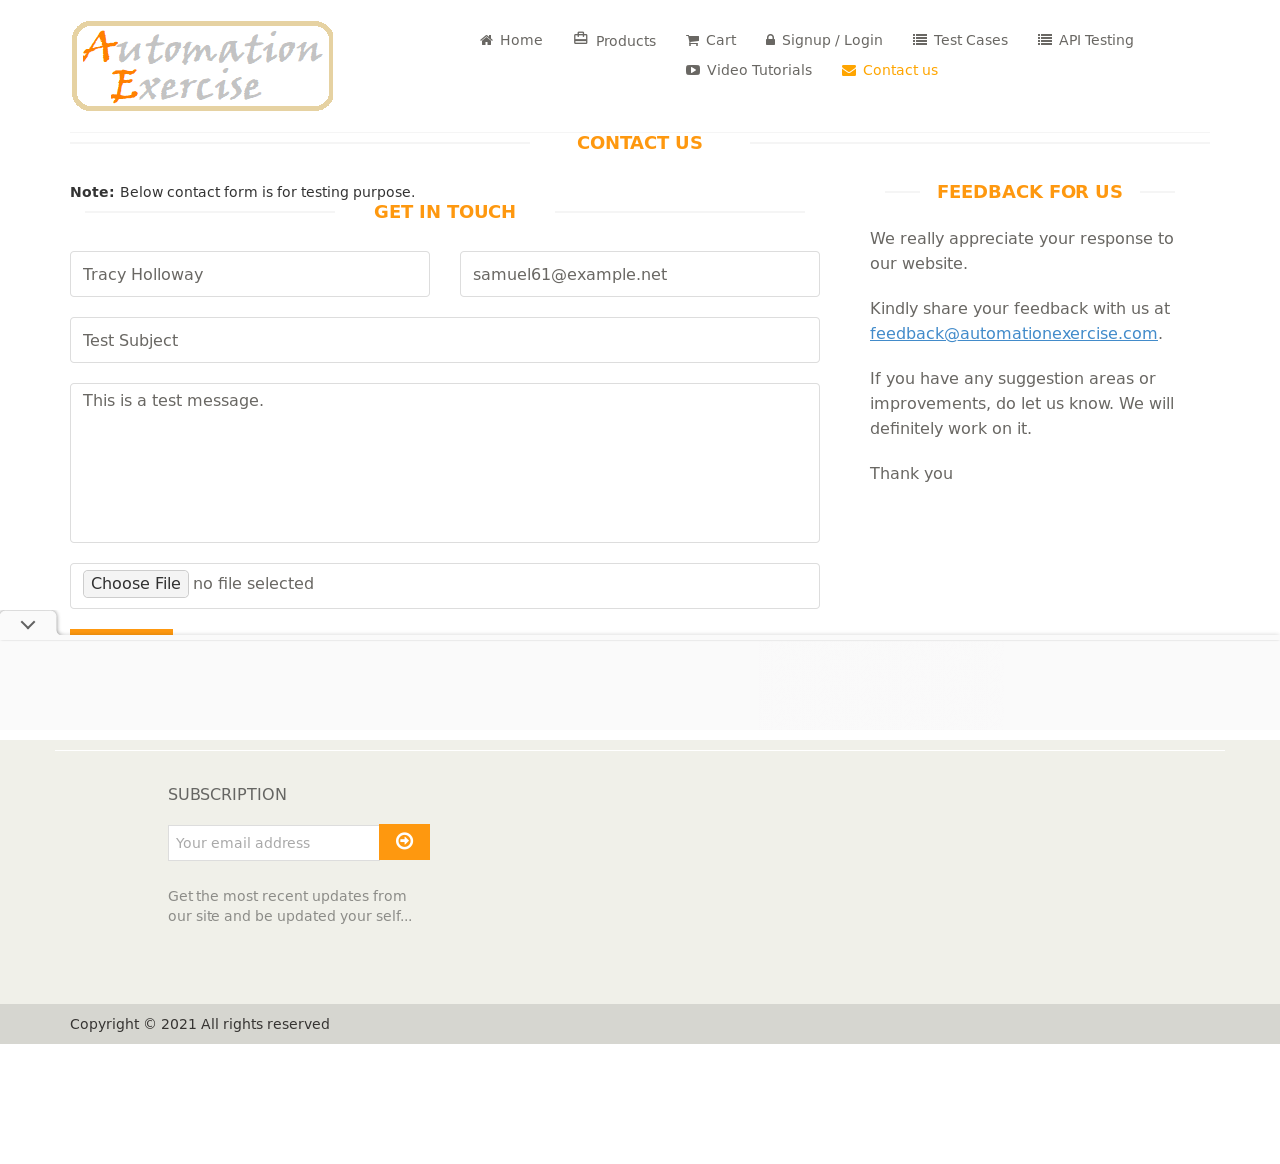 Automation
Exercise
Home
Products
Cart
Signup / Login
Test Cases
API Testing
Video Tutorials
Contact us
CONTACT US
Note: Below contact form is for testing purpose.
GET IN TOUCH
Tracy Holloway
samuel61@example.net
Test Subject
This is a test message.
Choose File no file selected
FEEDBACK FOR US
We really appreciate your response to
our website.
Kindly share your feedback with us at
feedback@automationexercise.com.
If you have any suggestion areas or
improvements, do let us know. We will
definitely work on it.
Thank you
SUBSCRIPTION
Your email address
Get the most recent updates from
our site and be updated your self...
Copyright © 2021 All rights reserved